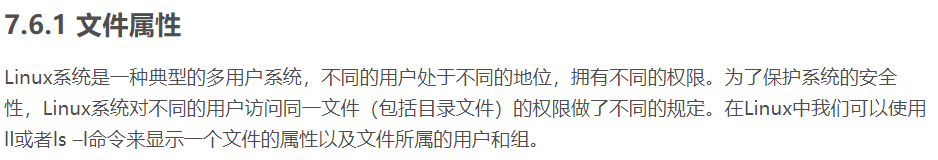 7.6.1 文件属性
Linux系统是一种典型的多用户系统，不同的用户处于不同的地位，拥有不同的权限。为了保护系统的安全
性，Linux系统对不同的用户访问同一文件（包括目录文件）的权限做了不同的规定。在Linux中我们可以使用
ll或者ls –l命令来显示一个文件的属性以及文件所属的用户和组。